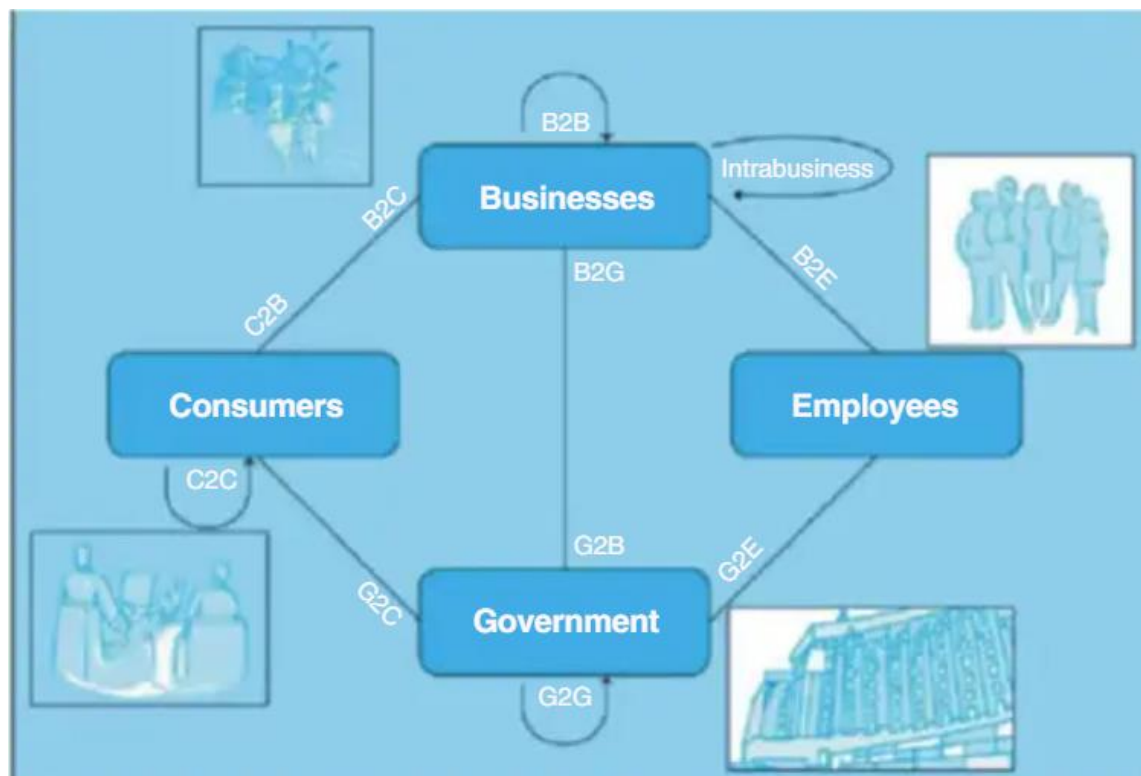 B2B
Intrabusiness
Businesses
B2C
B2G
B2E
C2B
Consumers
Employees
C2C
G2B
G2C
G2E
Government
G2G